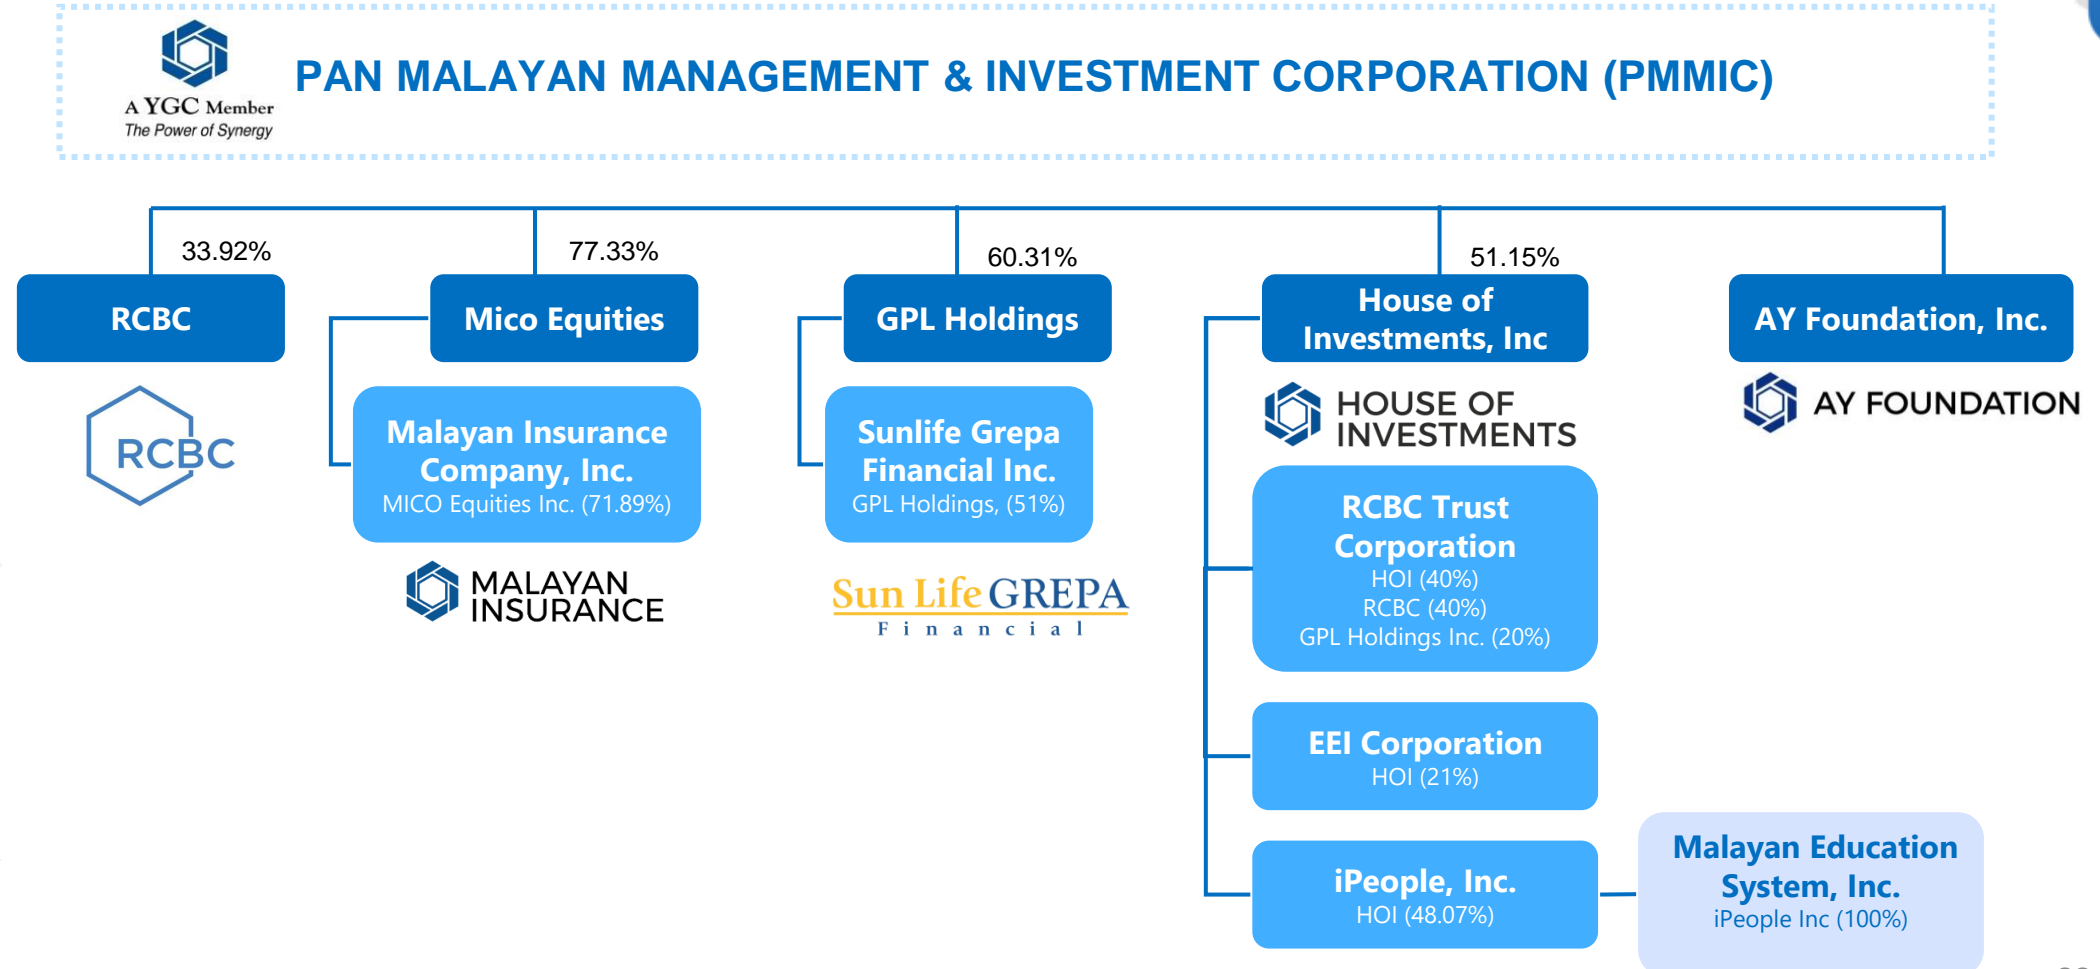 A YGC Member
The Power of Synergy
PAN MALAYAN MANAGEMENT & INVESTMENT CORPORATION (PMMIC)
33.92%
77.33%
60.31%
51.15%
RCBC
Mico Equities
GPL Holdings
House of
Investments, Inc
AY Foundation, Inc.
RCBC
Malayan Insurance
Company, Inc.
MICO Equities Inc. (71.89%)
MALAYAN
INSURANCE
Sunlife Grepa
Financial Inc.
GPL Holdings, (51%)
Sun Life GREPA
Financial
HOUSE OF
INVESTMENTS
AY FOUNDATION
RCBC Trust
Corporation
HOI (40%)
RCBC (40%)
GPL Holdings Inc. (20%)
EEI Corporation
HOI (21%)
iPeople, Inc.
HOI (48.07%)
Malayan Education
System, Inc.
iPeople Inc (100%)